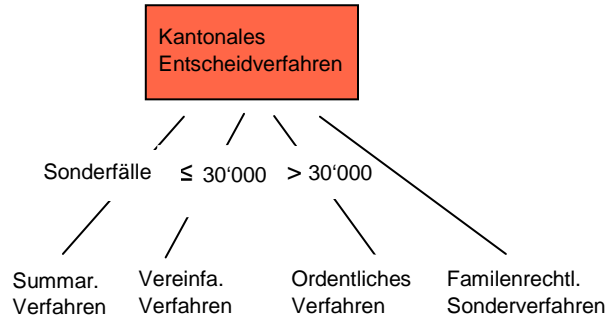 Kantonales
Entscheidverfahren
Sonderfälle ≤ 30‘000 > 30‘000
Summar.
Verfahren
Vereinfa.
Verfahren
Ordentliches
Verfahren
Familenrechtl.
Sonderverfahren